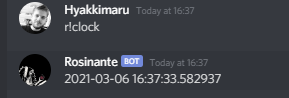 Hyakkimaru Today at 16:37
r!clock
Rosinante BOT Today at 16:37
2021-03-06 16:37:33.582937